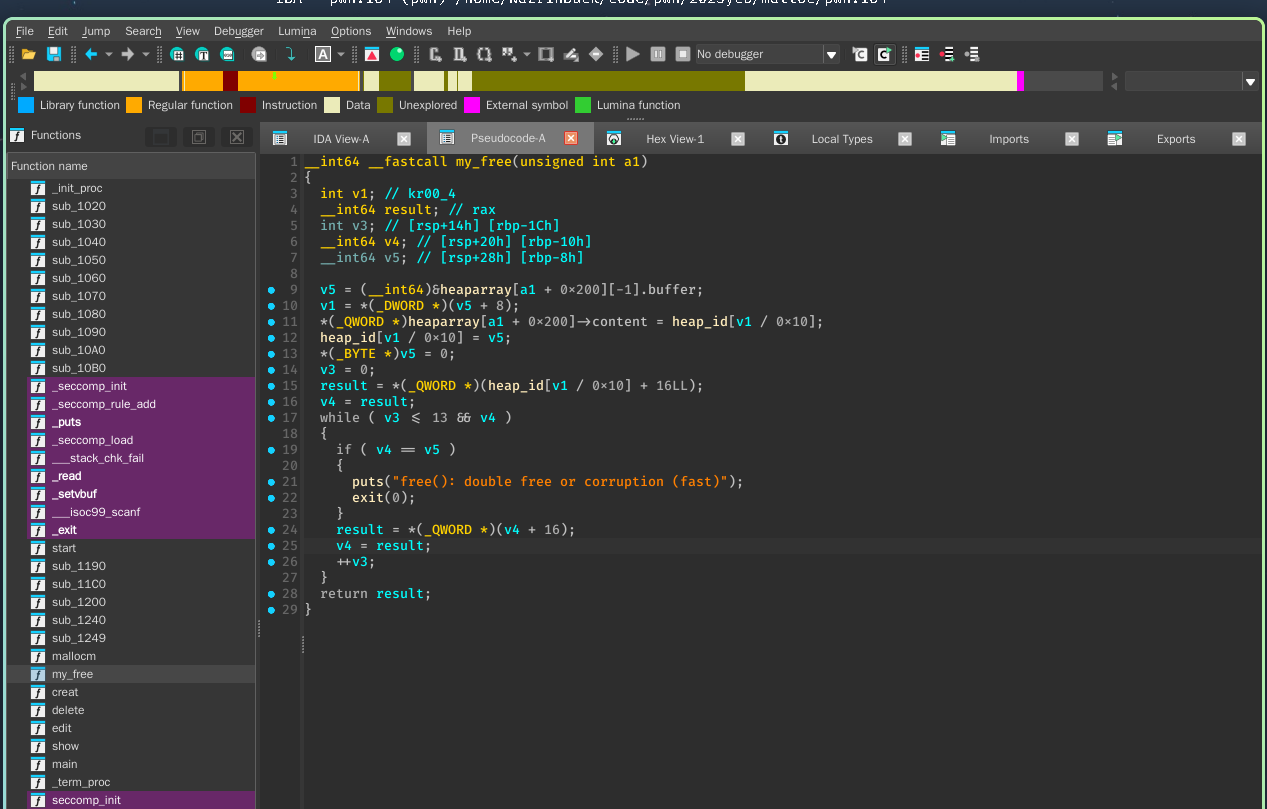 File Edit Jump Search View Debugger Lumina Options Windows Help
No debugger
Library function Regular function Instruction Data Unexplored External symbol Lumina function
Functions
IDA View-A Pseudocode-A Hex View-1 Local Types Imports Exports
Function name
_init_proc
sub_1020
sub_1030
sub_1040
sub_1050
sub_1060
sub_1070
sub_1080
sub_1090
sub_10A0
sub_10B0
_seccomp_init
_seccomp_rule_add
_puts
_seccomp_load
___stack_chk_fail
_read
_setvbuf
___isoc99_scanf
_exit
start
sub_1190
sub_11C0
sub_1200
sub_1240
sub_1249
mallocm
my_free
creat
delete
edit
show
main
_term_proc
seccomp_init
1 __int64 __fastcall my_free(unsigned int a1)
2 {
3 int v1; // kr00_4
4 __int64 result; // rax
5 int v3; // [rsp+14h] [rbp-1Ch]
6 __int64 v4; // [rsp+20h] [rbp-10h]
7 __int64 v5; // [rsp+28h] [rbp-8h]
8
9 v5 = (__int64)&heaparray[a1 + 0x200][-1].buffer;
10 v1 = *(_DWORD *)(v5 + 8);
11 *(_QWORD *)heaparray[a1 + 0x200]->content = heap_id[v1 / 0x10];
12 heap_id[v1 / 0x10] = v5;
13 *(_BYTE *)v5 = 0;
14 v3 = 0;
15 result = *(_QWORD *)(heap_id[v1 / 0x10] + 16LL);
16 v4 = result;
17 while ( v3 <= 13 && v4 )
18 {
19 if ( v4 == v5 )
20 {
21 puts("free(): double free or corruption (fast)");
22 exit(0);
23 }
24 result = *(_QWORD *)(v4 + 16);
25 v4 = result;
26 ++v3;
27 }
28 return result;
29 }